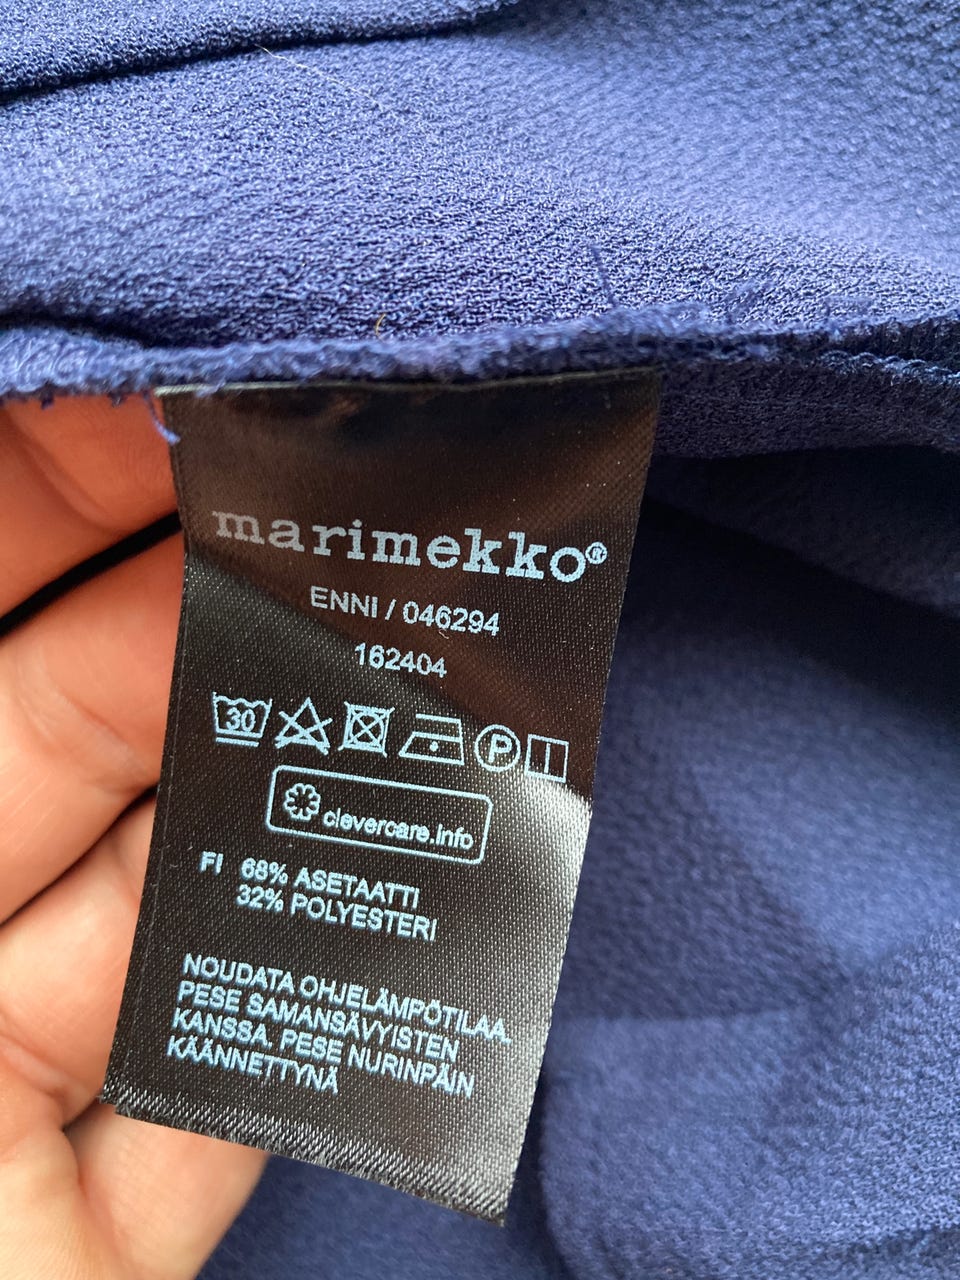 marimekko®
ENNI / 046294
162404
30 P
clevercare.info
FI 68% ASETAATTI
32% POLYESTERI
NOUDATA OHJELÄMPÖTILAA.
PESE SAMANSÄVYISTEN
KANSSA. PESE NURINPÄIN
KÄÄNNETTYNÄ